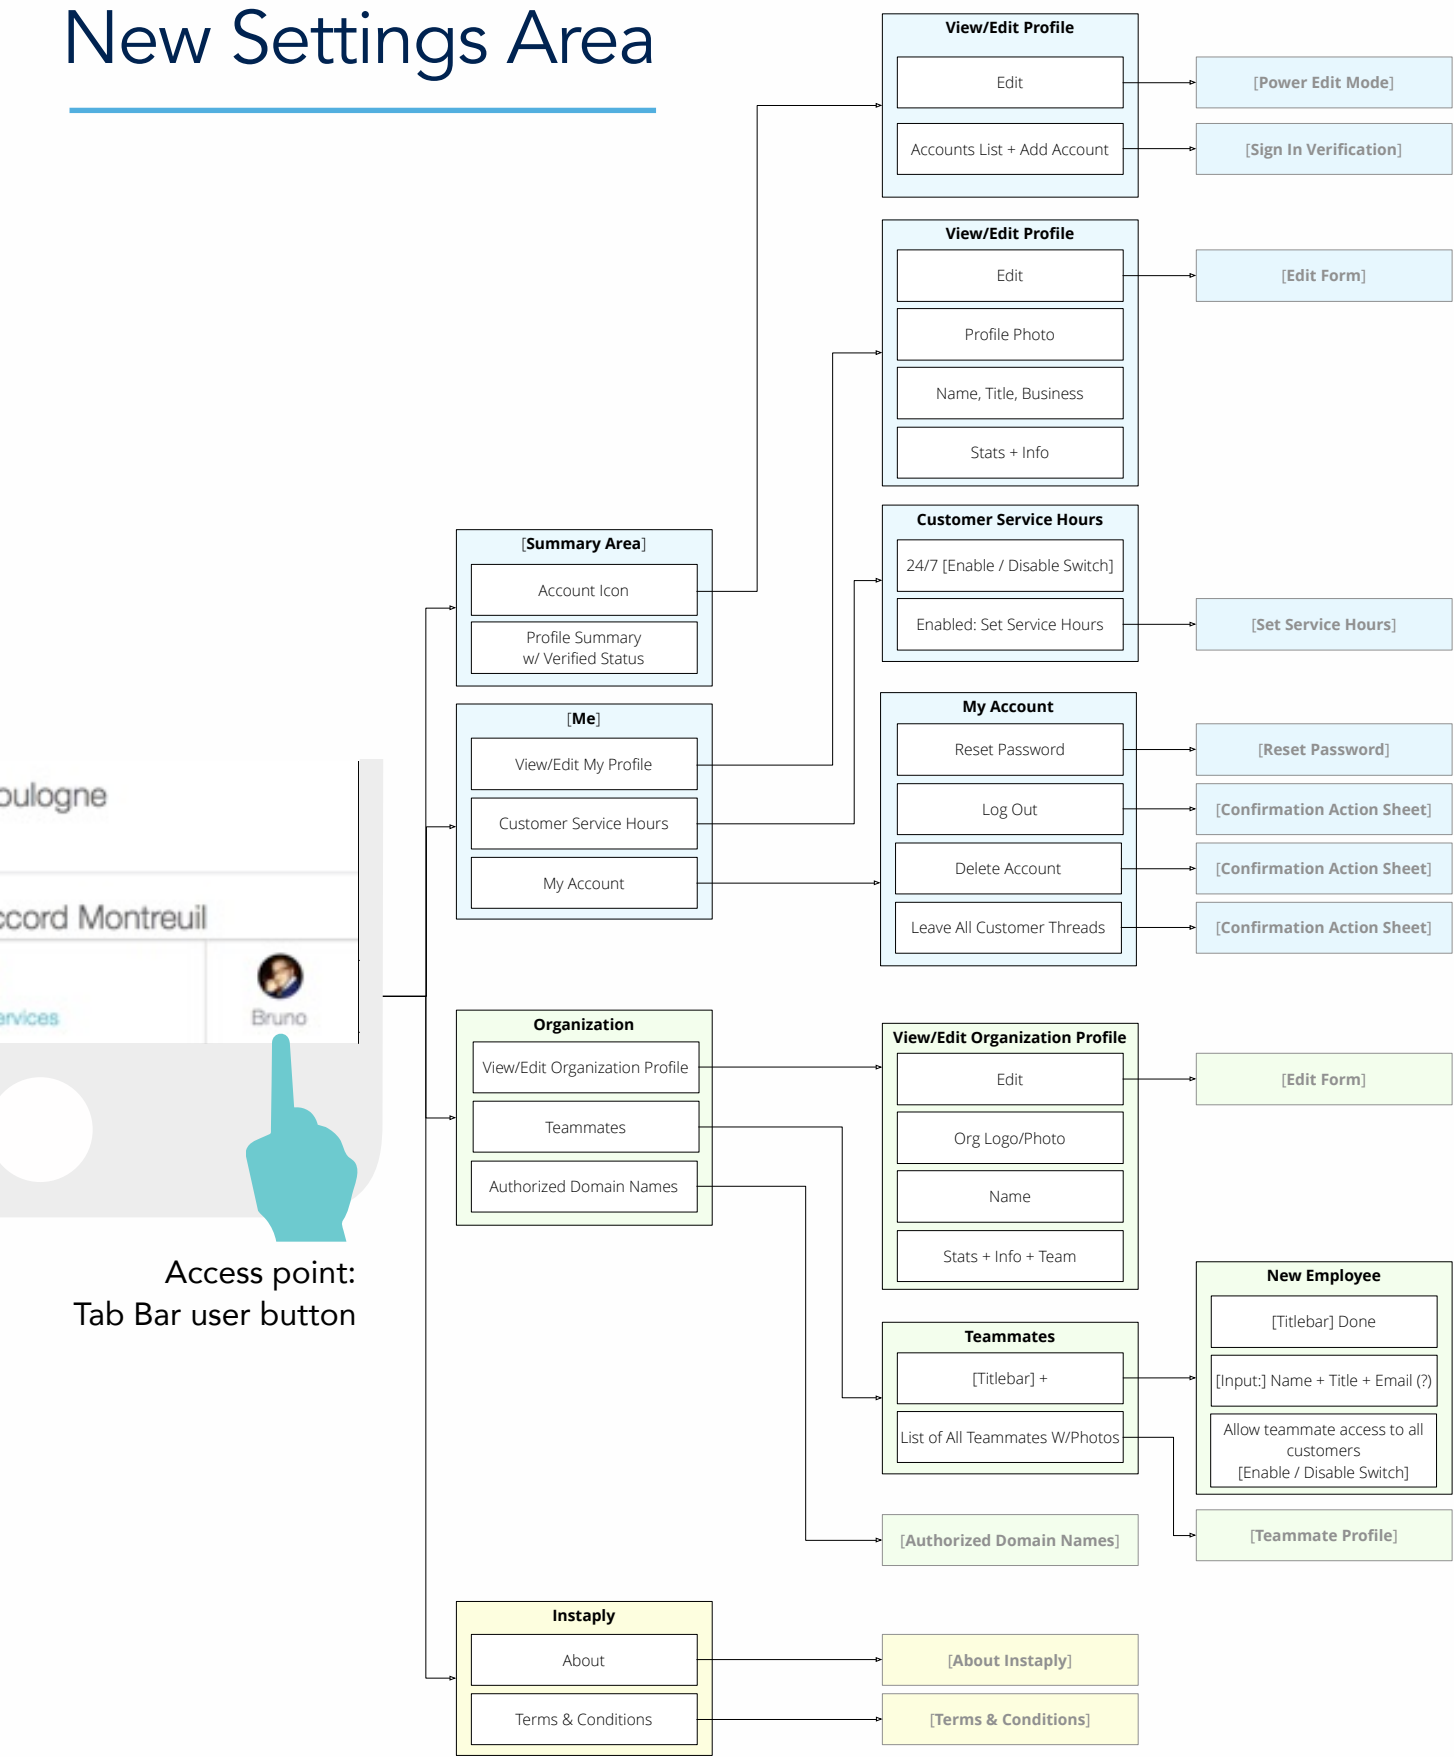 New Settings Area
View/Edit Profile
Edit
[Power Edit Mode]
Accounts List + Add Account
[Sign In Verification]
View/Edit Profile
Edit
[Edit Form]
Profile Photo
Name, Title, Business
Stats + Info
Customer Service Hours
24/7 [Enable / Disable Switch]
Enabled: Set Service Hours
[Set Service Hours]
[Summary Area]
Account Icon
Profile Summary
w/ Verified Status
[Me]
View/Edit My Profile
Customer Service Hours
My Account
My Account
Reset Password
[Reset Password]
Log Out
[Confirmation Action Sheet]
Delete Account
[Confirmation Action Sheet]
Leave All Customer Threads
[Confirmation Action Sheet]
oulogne
ccord Montreuil
ervices
Bruno
Access point:
Tab Bar user button
Organization
View/Edit Organization Profile
Teammates
Authorized Domain Names
View/Edit Organization Profile
Edit
[Edit Form]
Org Logo/Photo
Name
Stats + Info + Team
Teammates
[Titlebar] +
List of All Teammates W/Photos
New Employee
[Titlebar] Done
[Input:] Name + Title + Email (?)
Allow teammate access to all
customers
[Enable / Disable Switch]
[Authorized Domain Names]
[Teammate Profile]
Instaply
About
[About Instaply]
Terms & Conditions
[Terms & Conditions]